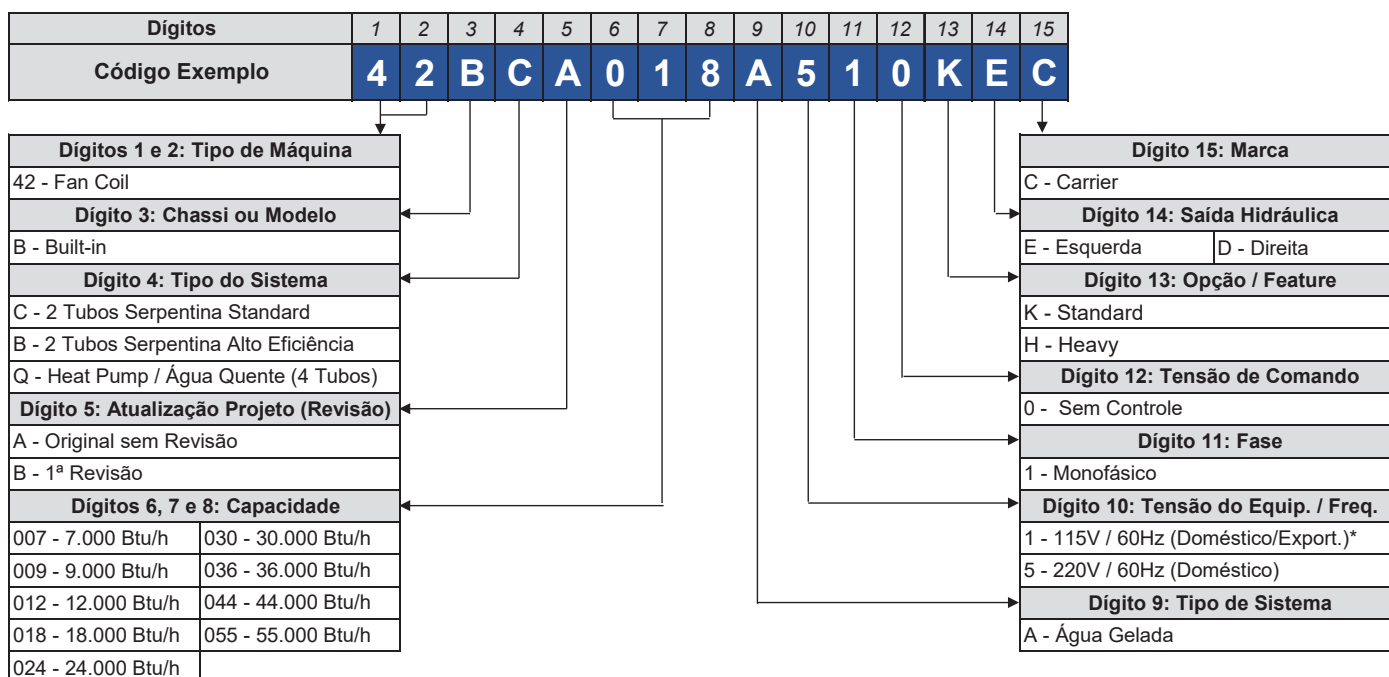 Dígitos 1 2 3 4 5 6 7 8 9 10 11 12 13 14 15
Código Exemplo 4 2 B C A 0 1 8 A 5 1 0 K E C
Dígitos 1 e 2: Tipo de Máquina
42 - Fan Coil
Dígito 3: Chassi ou Modelo
B - Built-in
Dígito 4: Tipo do Sistema
C - 2 Tubos Serpentina Standard
B - 2 Tubos Serpentina Alto Eficiência
Q - Heat Pump / Água Quente (4 Tubos)
Dígito 5: Atualização Projeto (Revisão)
A - Original sem Revisão
B - 1ª Revisão
Dígitos 6, 7 e 8: Capacidade
007 - 7.000 Btu/h 030 - 30.000 Btu/h
009 - 9.000 Btu/h 036 - 36.000 Btu/h
012 - 12.000 Btu/h 044 - 44.000 Btu/h
018 - 18.000 Btu/h 055 - 55.000 Btu/h
024 - 24.000 Btu/h
Dígito 15: Marca
C - Carrier
Dígito 14: Saída Hidráulica
E - Esquerda D - Direita
Dígito 13: Opção / Feature
K - Standard
H - Heavy
Dígito 12: Tensão de Comando
0 - Sem Controle
Dígito 11: Fase
1 - Monofásico
Dígito 10: Tensão do Equip. / Freq.
1 - 115V / 60Hz (Doméstico/Export.)*
5 - 220V / 60Hz (Doméstico)
Dígito 9: Tipo de Sistema
A - Água Gelada